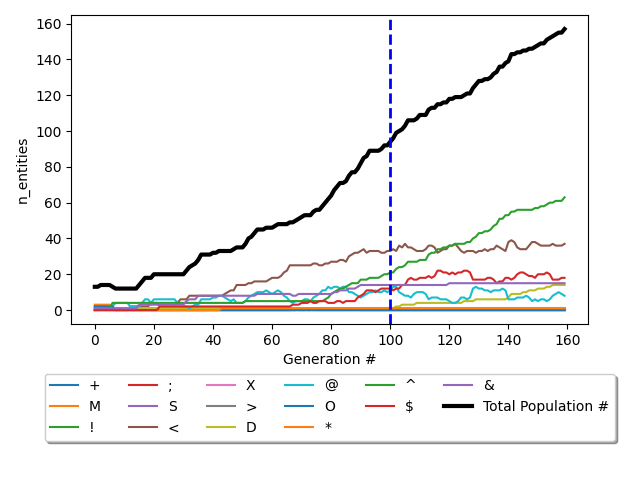 160
140
120
100
80
60
40
20
0
n_entities
0 20 40 60 80 100 120 140 160
Generation #
+ ; X @ ^ &
M S > O $ Total Population #
! < D *